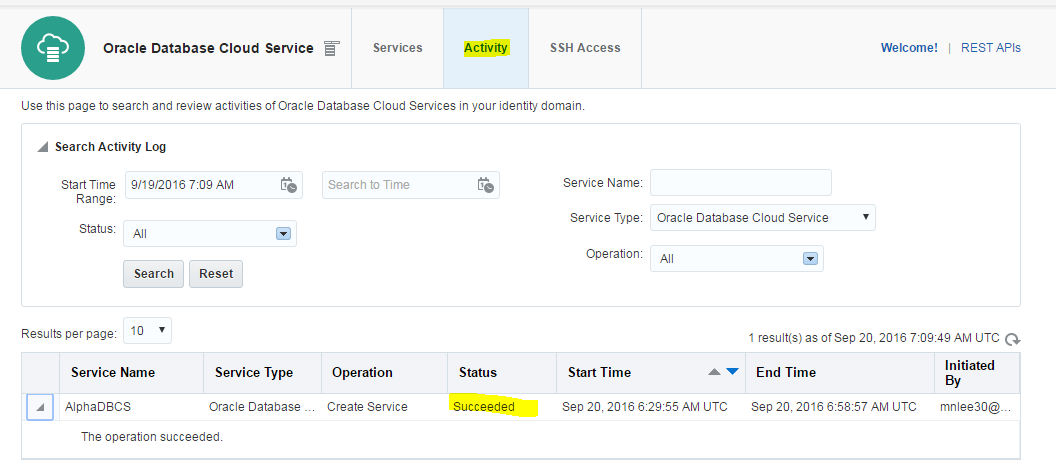 Oracle Database Cloud Service Services Activity SSH Access Welcome! | REST APIs
Use this page to search and review activities of Oracle Database Cloud Services in your identity domain.
Search Activity Log
Start Time Range: 9/19/2016 7:09 AM Search to Time
Service Name:
Service Type: Oracle Database Cloud Service
Status: All
Operation: All
Search Reset
Results per page: 10
1 result(s) as of Sep 20, 2016 7:09:49 AM UTC
Service Name Service Type Operation Status Start Time End Time Initiated By
AlphaDBCS Oracle Database ... Create Service Succeeded Sep 20, 2016 6:29:55 AM UTC Sep 20, 2016 6:58:57 AM UTC mnlee30@...
The operation succeeded.